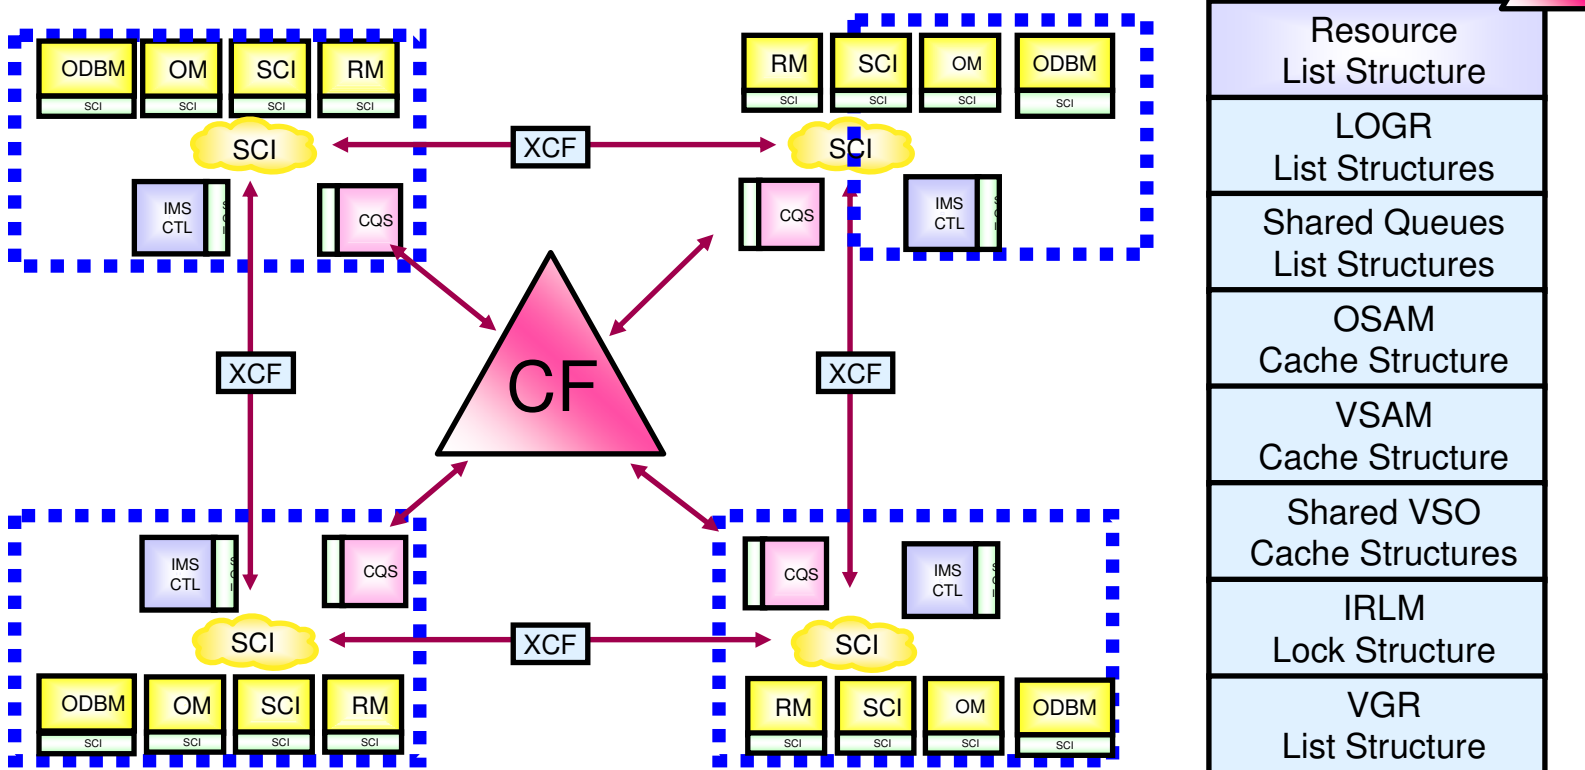 ODBM
OM
SCI
RM
SCI
SCI
SCI
SCI
SCI
IMS
CTL
SCI
CQS
XCF
RM
SCI
OM
ODBM
SCI
SCI
SCI
SCI
SCI
CQS
IMS
CTL
SCI
XCF
CF
XCF
IMS
CTL
SCI
CQS
SCI
ODBM
OM
SCI
RM
SCI
SCI
SCI
SCI
XCF
CQS
IMS
CTL
SCI
SCI
RM
SCI
OM
ODBM
SCI
SCI
SCI
SCI
Resource
List Structure
LOGR
List Structures
Shared Queues
List Structures
OSAM
Cache Structure
VSAM
Cache Structure
Shared VSO
Cache Structures
IRLM
Lock Structure
VGR
List Structure